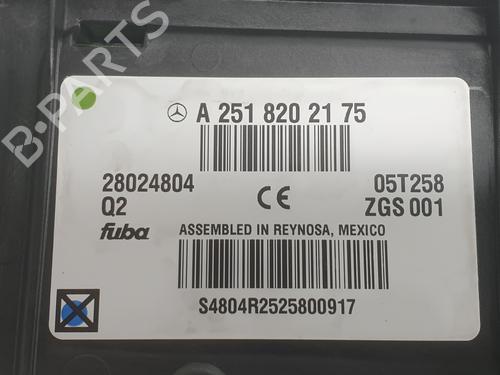 B-PARTS
A 251 820 21 75
28024804
05T258
Q2
CE
ZGS 001
fuba
ASSEMBLED IN REYNOSA, MEXICO
S4804R2525800917